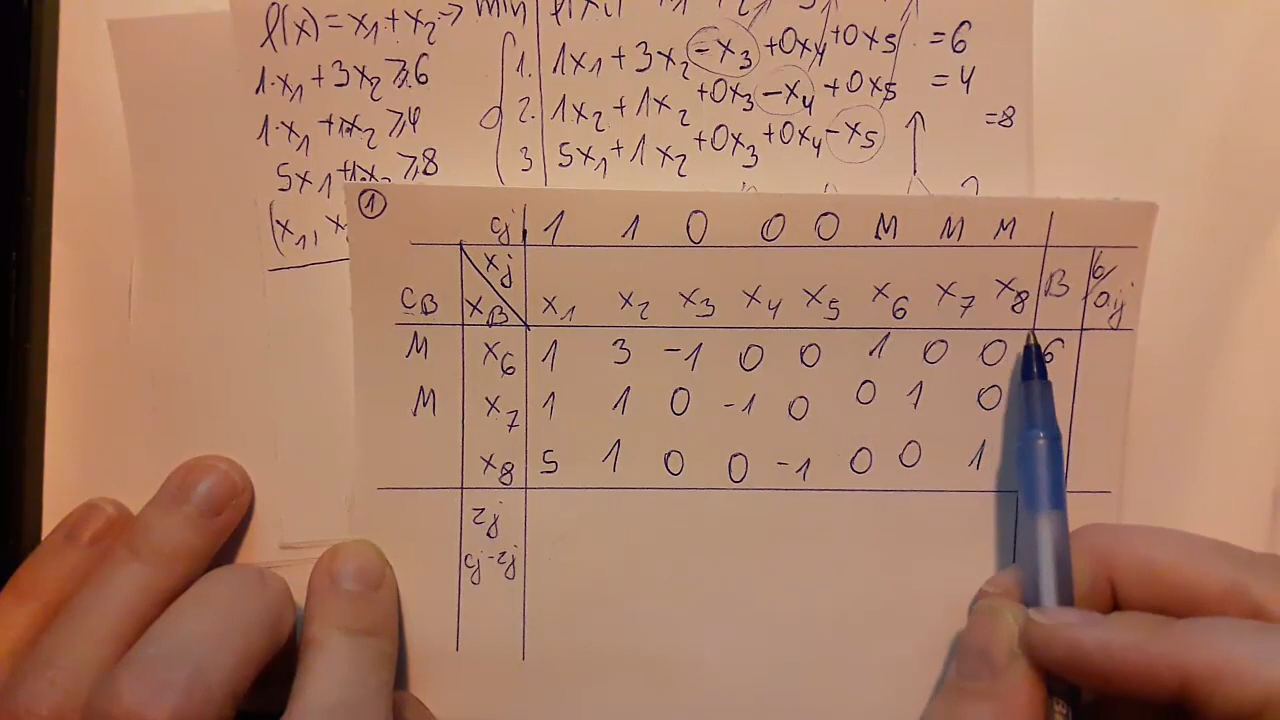 f(x) = x₁ + x₂ → min
1·x₁ + 3x₂ ≥ 6
1·x₁ + 1x₂ ≥ 4
5x₁ + 1·x₂ ≥ 8
(x₁, x
1. 1x₁ + 3x₂ - x₃ + 0x₄ + 0x₅ = 6
2. 1x₂ + 1x₂ + 0x₃ - x₄ + 0x₅ = 4
3 5x₁ + 1x₂ + 0x₃ + 0x₄ - x₅ = 8
①
cj 1 1 0 0 0 M M M
CB xB xj x₁ x₂ x₃ x₄ x₅ x₆ x₇ x₈ B b/aij
M x₆ 1 3 -1 0 0 1 0 0 6
M x₇ 1 1 0 -1 0 0 1 0
x₈ 5 1 0 0 -1 0 0 1
zj
cj-zj